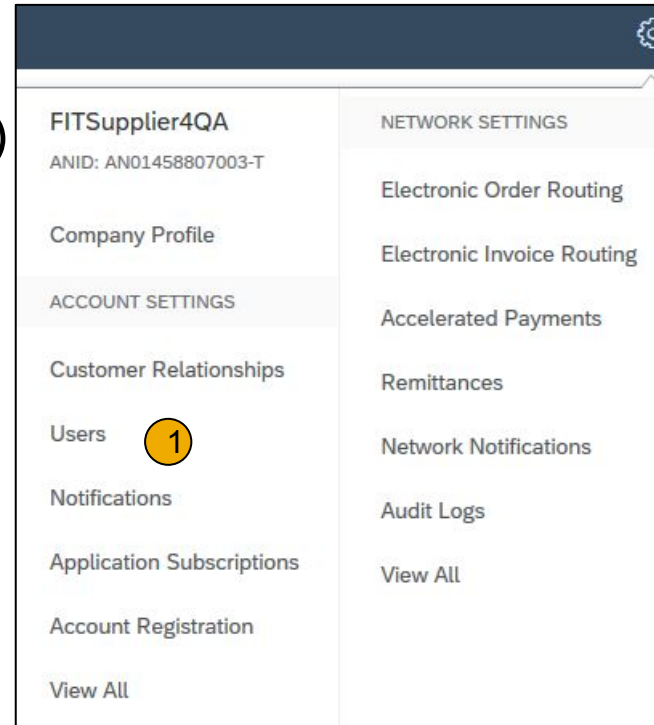 FITSupplier4QA
ANID: AN01458807003-T
Company Profile
ACCOUNT SETTINGS
Customer Relationships
Users
1
Notifications
Application Subscriptions
Account Registration
View All
NETWORK SETTINGS
Electronic Order Routing
Electronic Invoice Routing
Accelerated Payments
Remittances
Network Notifications
Audit Logs
View All